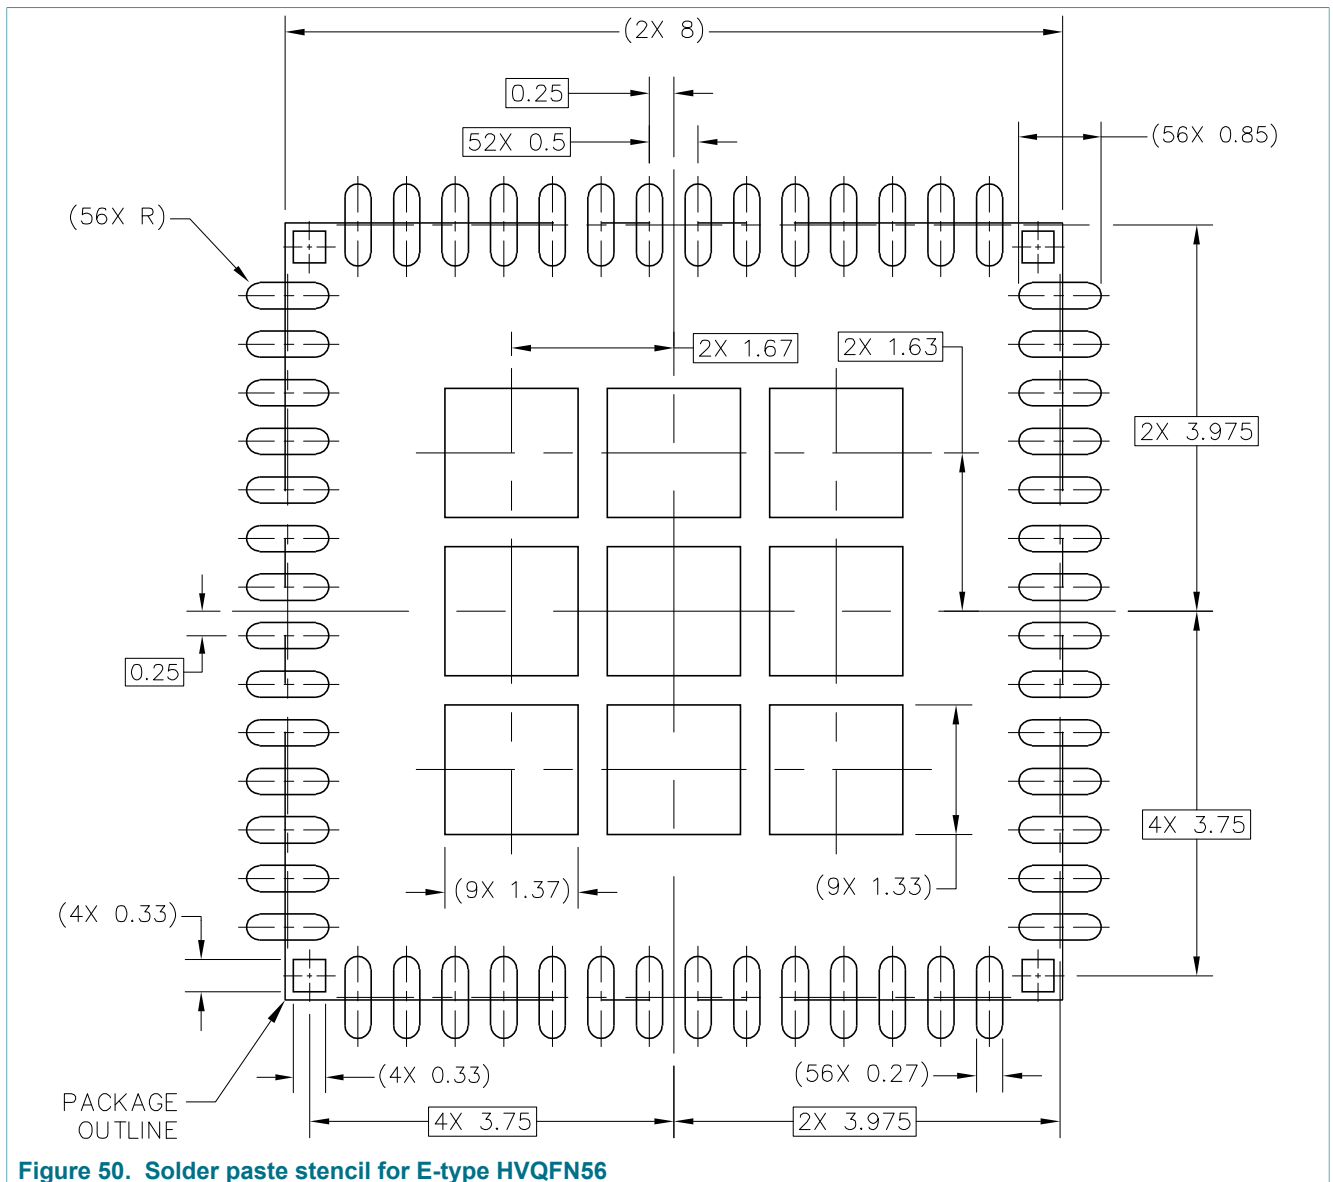 (2X 8)
0.25
52X 0.5
(56X 0.85)
(56X R)
2X 1.67
2X 1.63
2X 3.975
0.25
4X 3.75
(9X 1.37)
(9X 1.33)
(4X 0.33)
(4X 0.33)
(56X 0.27)
PACKAGE
OUTLINE
4X 3.75
2X 3.975
Figure 50. Solder paste stencil for E-type HVQFN56